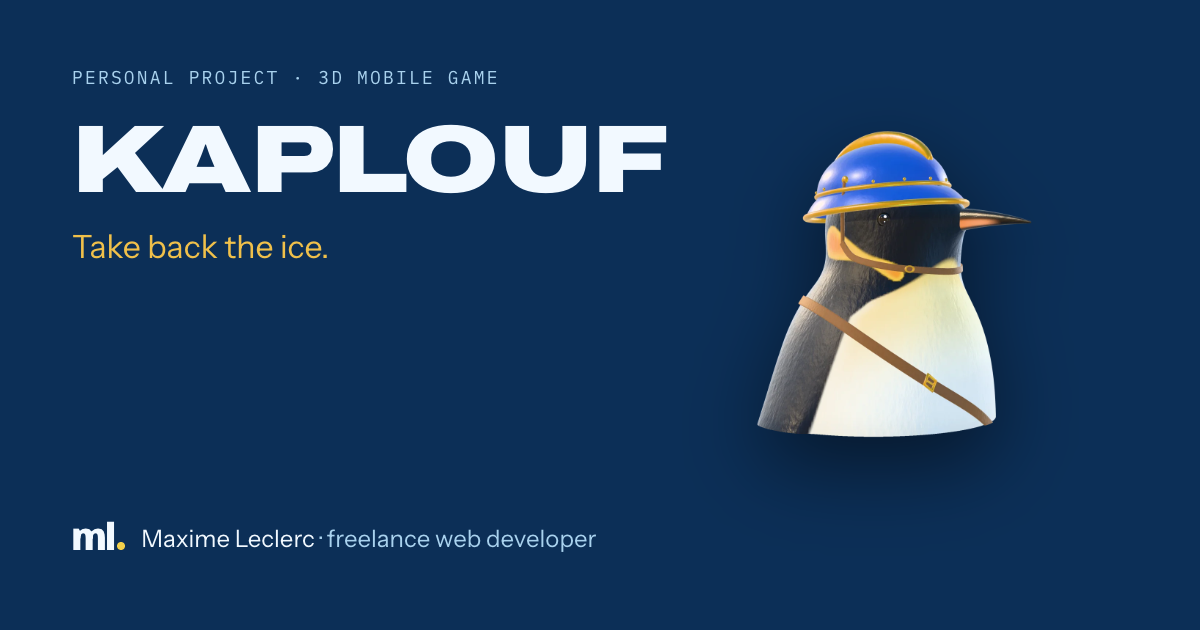 PERSONAL PROJECT · 3D MOBILE GAME
KAPLOUF
Take back the ice.
ml. Maxime Leclerc · freelance web developer